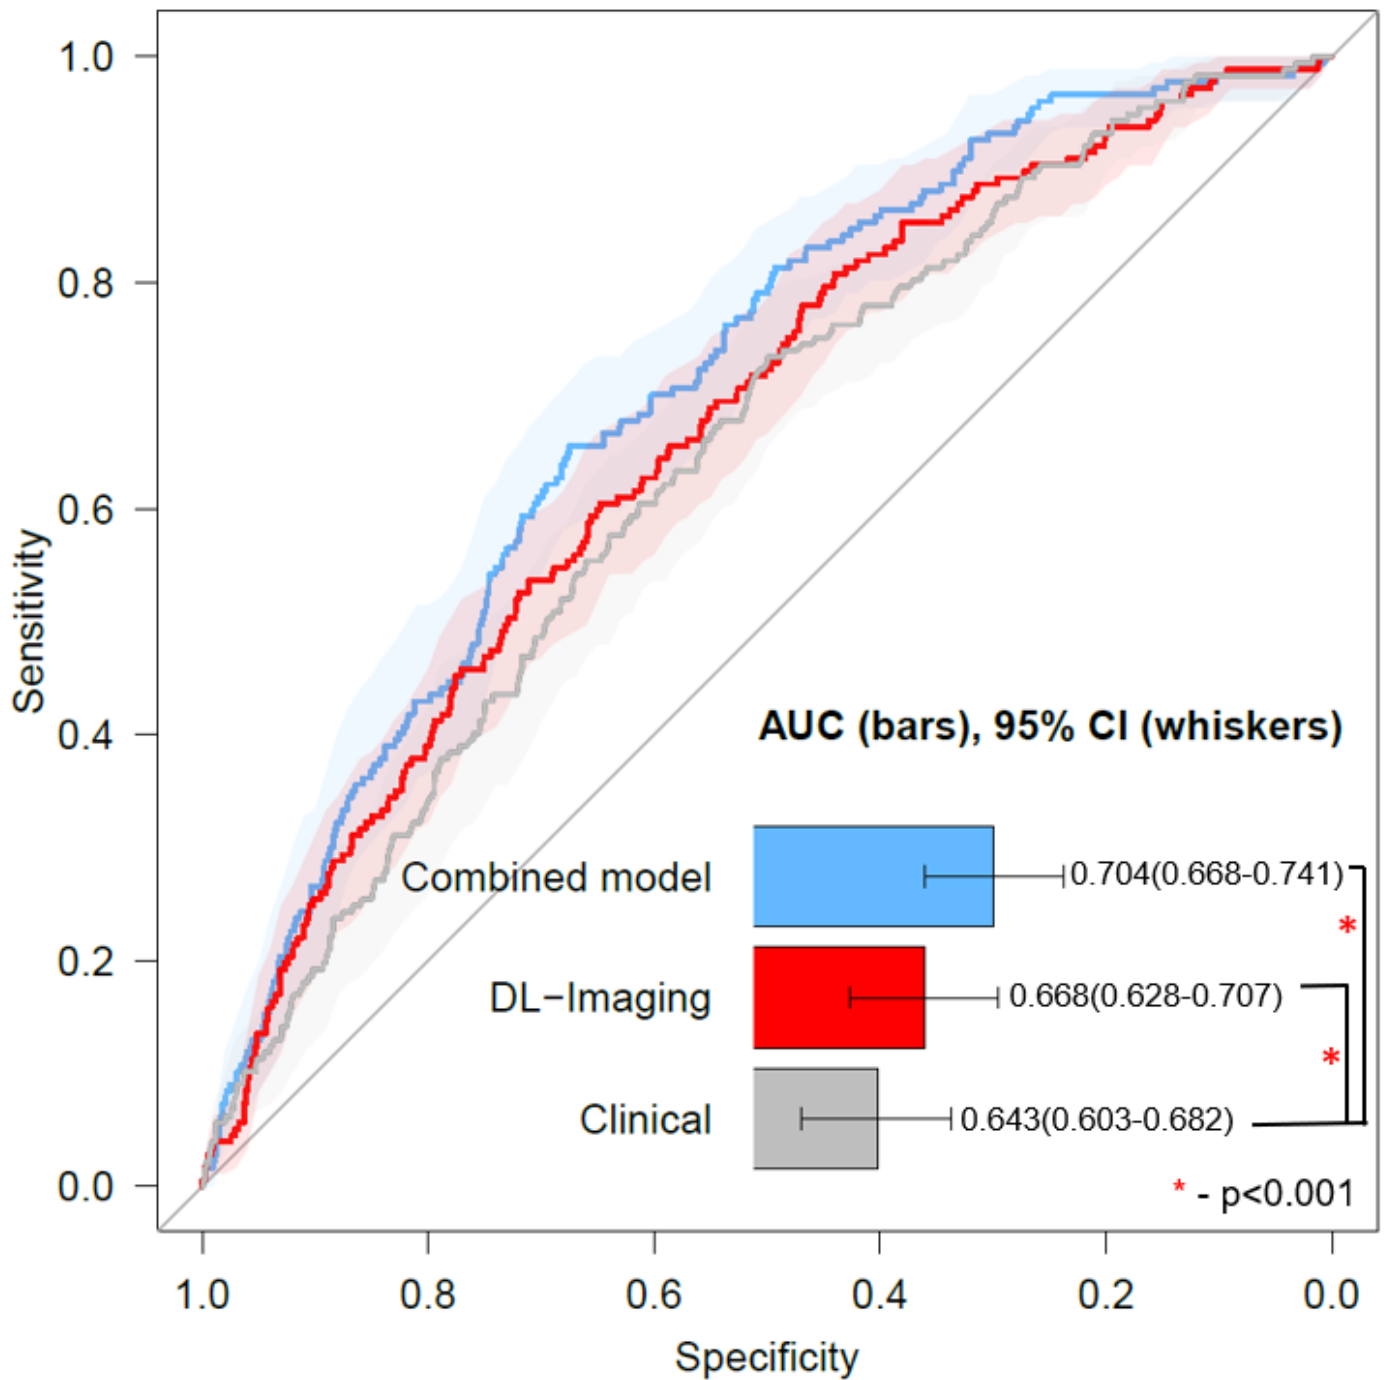 1.0
0.8
0.6
0.4
0.2
0.0
Sensitivity
AUC (bars), 95% CI (whiskers)
Combined model 0.704(0.668-0.741)
*
DL−Imaging 0.668(0.628-0.707)
*
Clinical 0.643(0.603-0.682)
* - p<0.001
1.0 0.8 0.6 0.4 0.2 0.0
Specificity